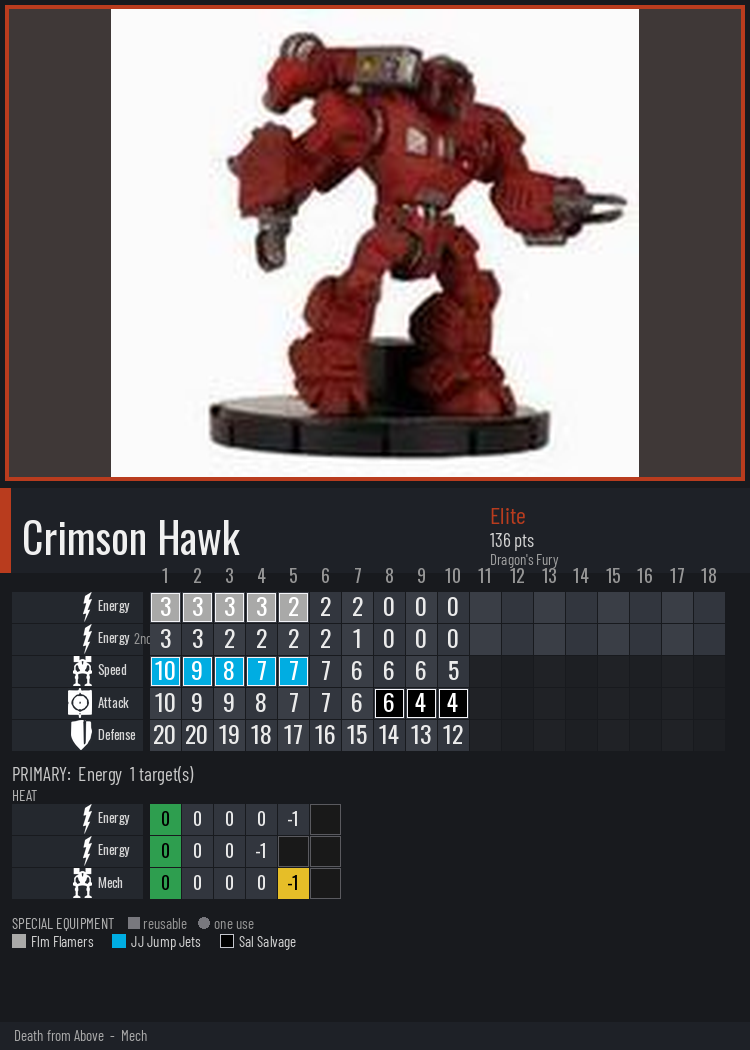 Crimson Hawk
Elite
136 pts
Dragon's Fury
1 2 3 4 5 6 7 8 9 10 11 12 13 14 15 16 17 18
Energy 3 3 3 3 2 2 2 0 0 0
Energy 2nd 3 3 2 2 2 2 1 0 0 0
Speed 10 9 8 7 7 7 6 6 6 5
Attack 10 9 9 8 7 7 6 6 4 4
Defense 20 20 19 18 17 16 15 14 13 12
PRIMARY: Energy 1 target(s)
HEAT
Energy 0 0 0 0 -1
Energy 0 0 0 -1
Mech 0 0 0 0 -1
SPECIAL EQUIPMENT reusable one use
Flm Flamers JJ Jump Jets Sal Salvage
Death from Above - Mech